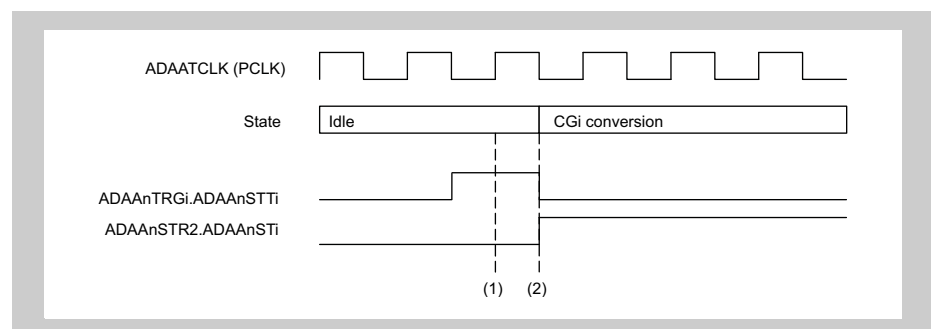 ADAATCLK (PCLK)
State
Idle
CGi conversion
ADAAnTRGi.ADAAnSTTi
ADAAnSTR2.ADAAnSTi
(1)
(2)